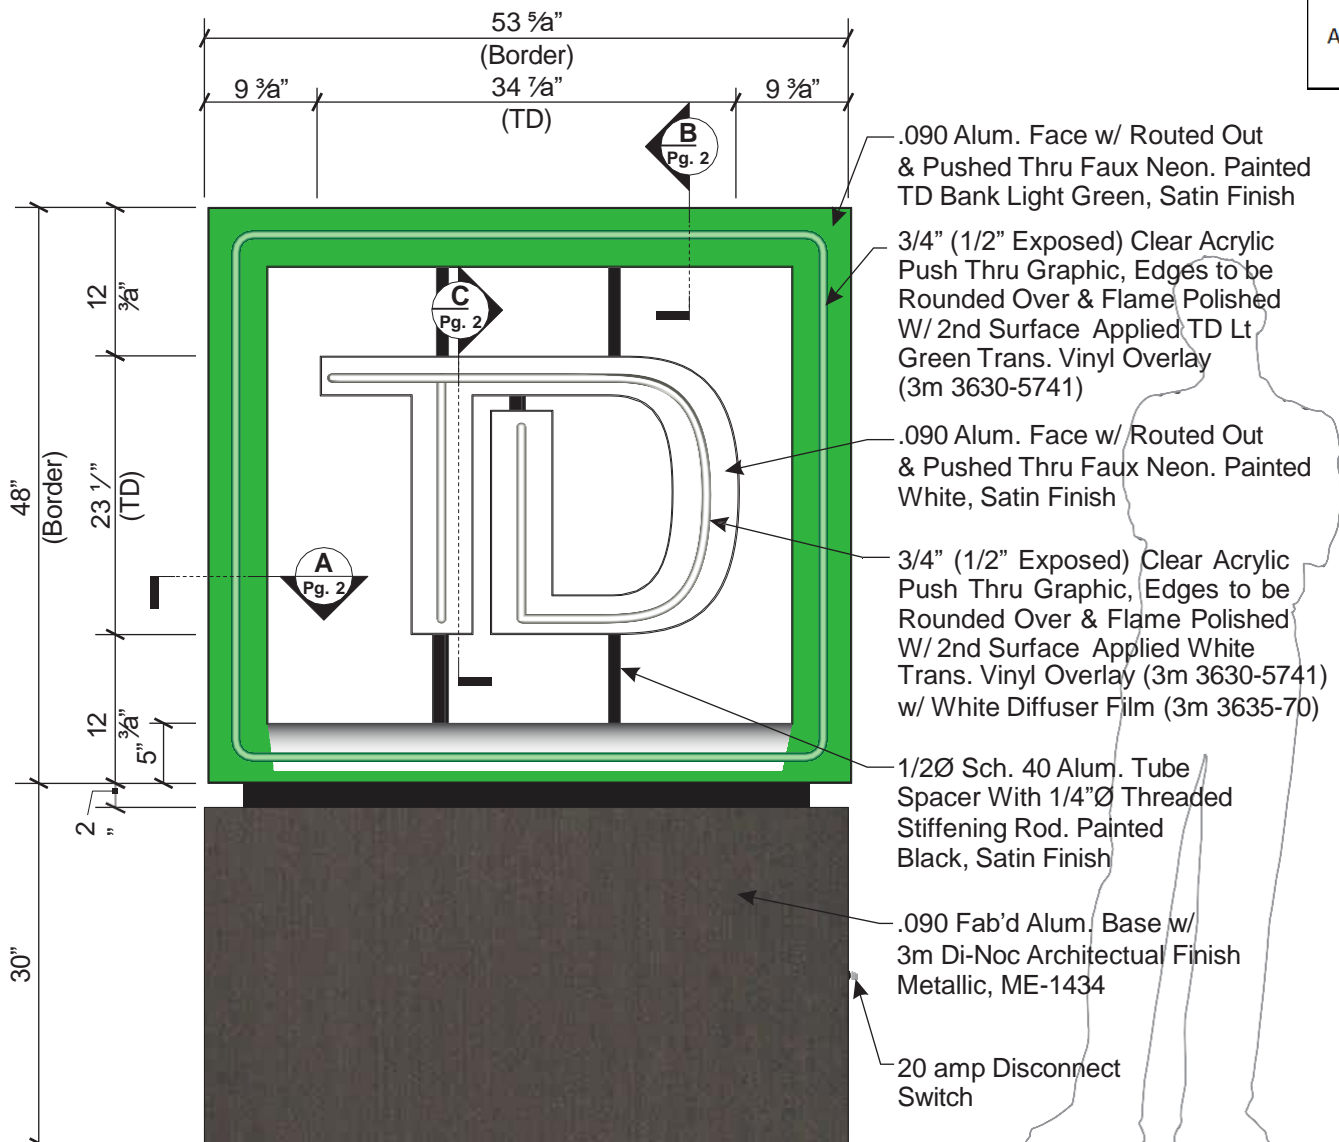 53 ⅝"
(Border)
9 ⅜"
34 ⅞"
(TD)
9 ⅜"
A
B
Pg. 2
.090 Alum. Face w/ Routed Out
& Pushed Thru Faux Neon. Painted
TD Bank Light Green, Satin Finish
3/4" (1/2" Exposed) Clear Acrylic
Push Thru Graphic, Edges to be
Rounded Over & Flame Polished
W/ 2nd Surface Applied TD Lt
Green Trans. Vinyl Overlay
(3m 3630-5741)
C
Pg. 2
TD
.090 Alum. Face w/ Routed Out
& Pushed Thru Faux Neon. Painted
White, Satin Finish
A
Pg. 2
3/4" (1/2" Exposed) Clear Acrylic
Push Thru Graphic, Edges to be
Rounded Over & Flame Polished
W/ 2nd Surface Applied White
Trans. Vinyl Overlay (3m 3630-5741)
w/ White Diffuser Film (3m 3635-70)
1/2Ø Sch. 40 Alum. Tube
Spacer With 1/4"Ø Threaded
Stiffening Rod. Painted
Black, Satin Finish
.090 Fab'd Alum. Base w/
3m Di-Noc Architectual Finish
Metallic, ME-1434
20 amp Disconnect
Switch
48"
(Border)
12 ⅜"
(TD)
12 ⅜"
5"
2"
30"